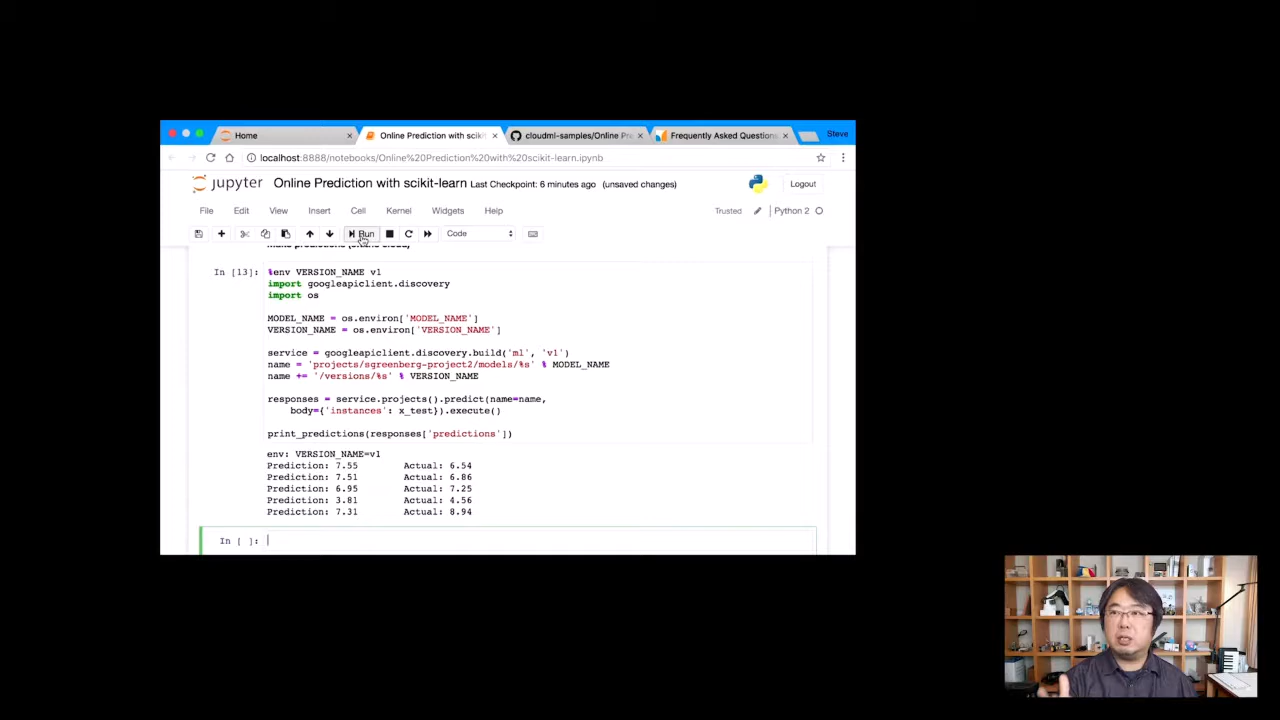 Home
Online Prediction with scikit
cloudml-samples/Online Pre
Frequently Asked Questions
Steve
localhost:8888/notebooks/Online%20Prediction%20with%20scikit-learn.ipynb
jupyter Online Prediction with scikit-learn Last Checkpoint: 6 minutes ago (unsaved changes)
Logout
File Edit View Insert Cell Kernel Widgets Help Trusted Python 2
Run Code
In [13]: %env VERSION_NAME v1
import googleapiclient.discovery
import os
MODEL_NAME = os.environ['MODEL_NAME']
VERSION_NAME = os.environ['VERSION_NAME']
service = googleapiclient.discovery.build('ml', 'v1')
name = 'projects/sgreenberg-project2/models/%s' % MODEL_NAME
name += '/versions/%s' % VERSION_NAME
responses = service.projects().predict(name=name,
body={'instances': x_test}).execute()
print_predictions(responses['predictions'])
env: VERSION_NAME=v1
Prediction: 7.55 Actual: 6.54
Prediction: 7.51 Actual: 6.86
Prediction: 6.95 Actual: 7.25
Prediction: 3.81 Actual: 4.56
Prediction: 7.31 Actual: 8.94
In [ ]: